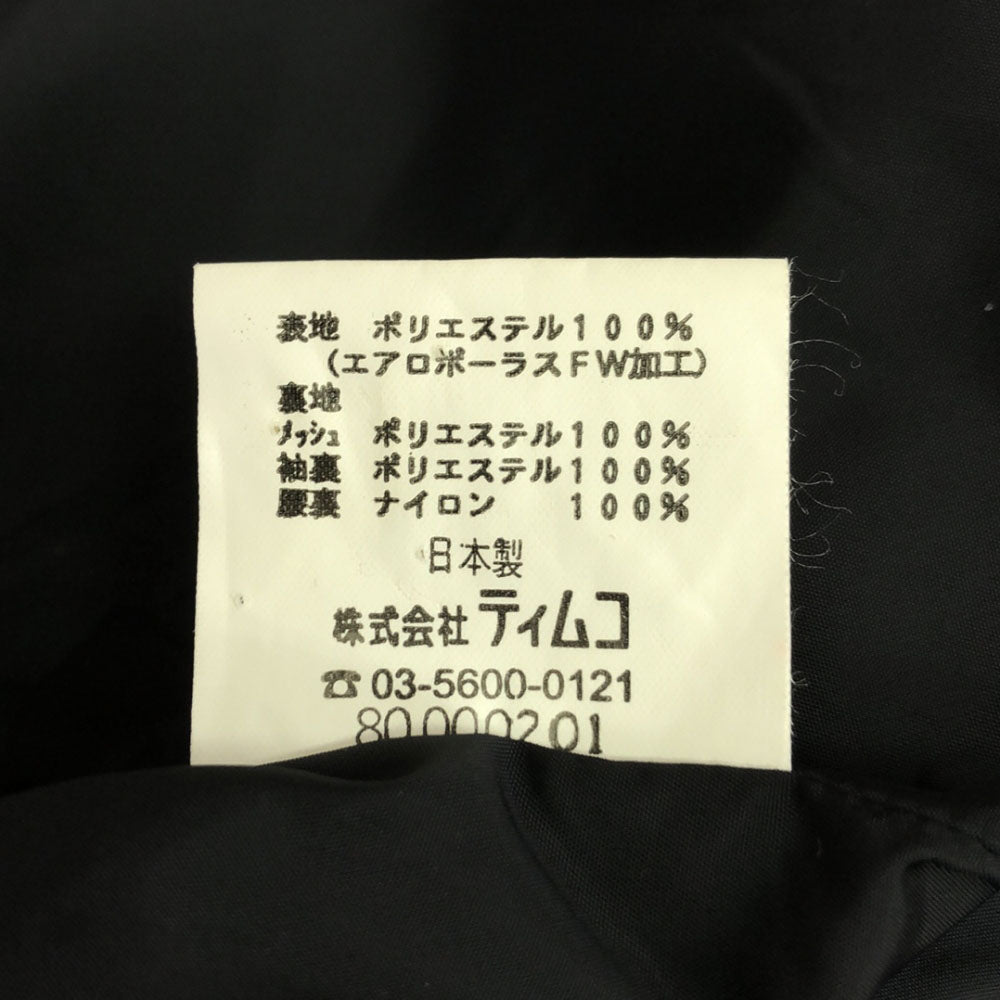 表地 ポリエステル100%
(エアロポーラスFW加工)
裏地
メッシュ ポリエステル100%
袖裏 ポリエステル100%
腰裏 ナイロン 100%
日本製
株式会社 ティムコ
☎ 03-5600-0121
80000201